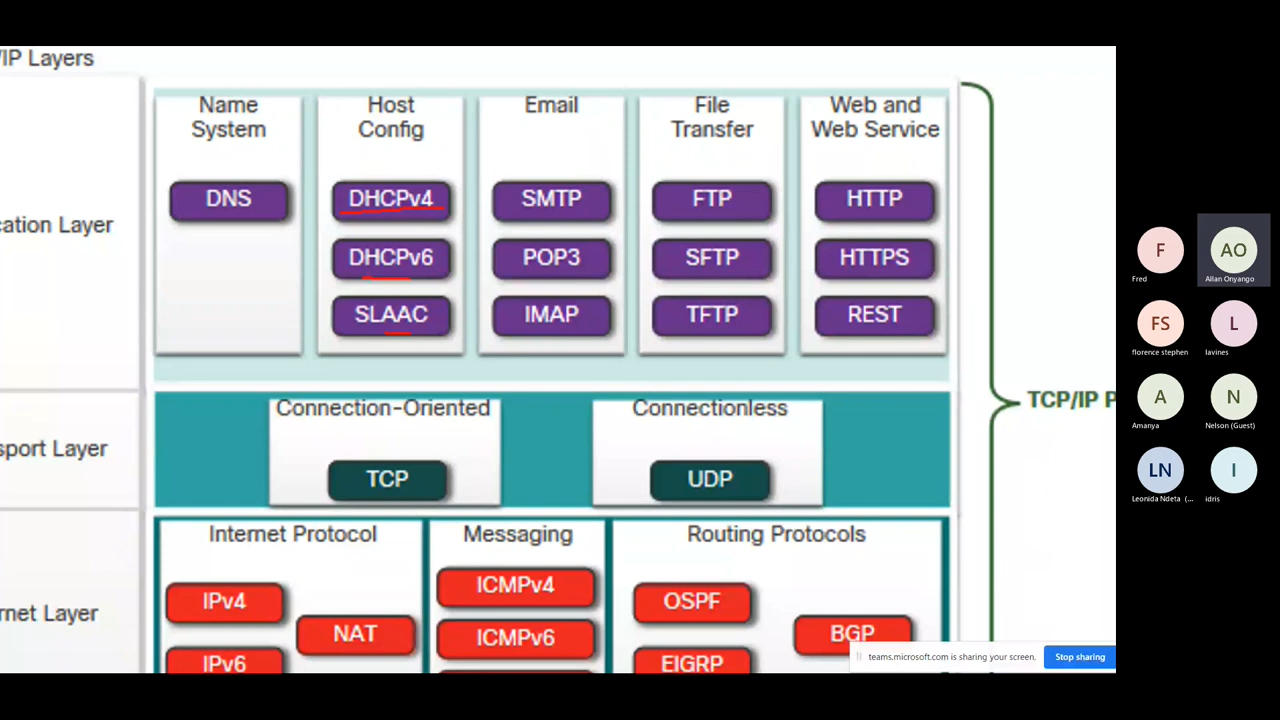 /IP Layers
Name
System
Host
Config
Email
File
Transfer
Web and
Web Service
DNS
DHCPv4
SMTP
FTP
HTTP
cation Layer
DHCPv6
POP3
SFTP
HTTPS
SLAAC
IMAP
TFTP
REST
TCP/IP P
Connection-Oriented
Connectionless
sport Layer
TCP
UDP
Internet Protocol
Messaging
Routing Protocols
ICMPv4
IPv4
OSPF
rnet Layer
NAT
ICMPv6
BGP
IPv6
EIGRP
teams.microsoft.com is sharing your screen.
Stop sharing
F
Fred
AO
Allan Onyango
FS
florence stephen
L
lavines
A
Amanya
N
Nelson (Guest)
LN
Leonida Ndeta (...
I
idris